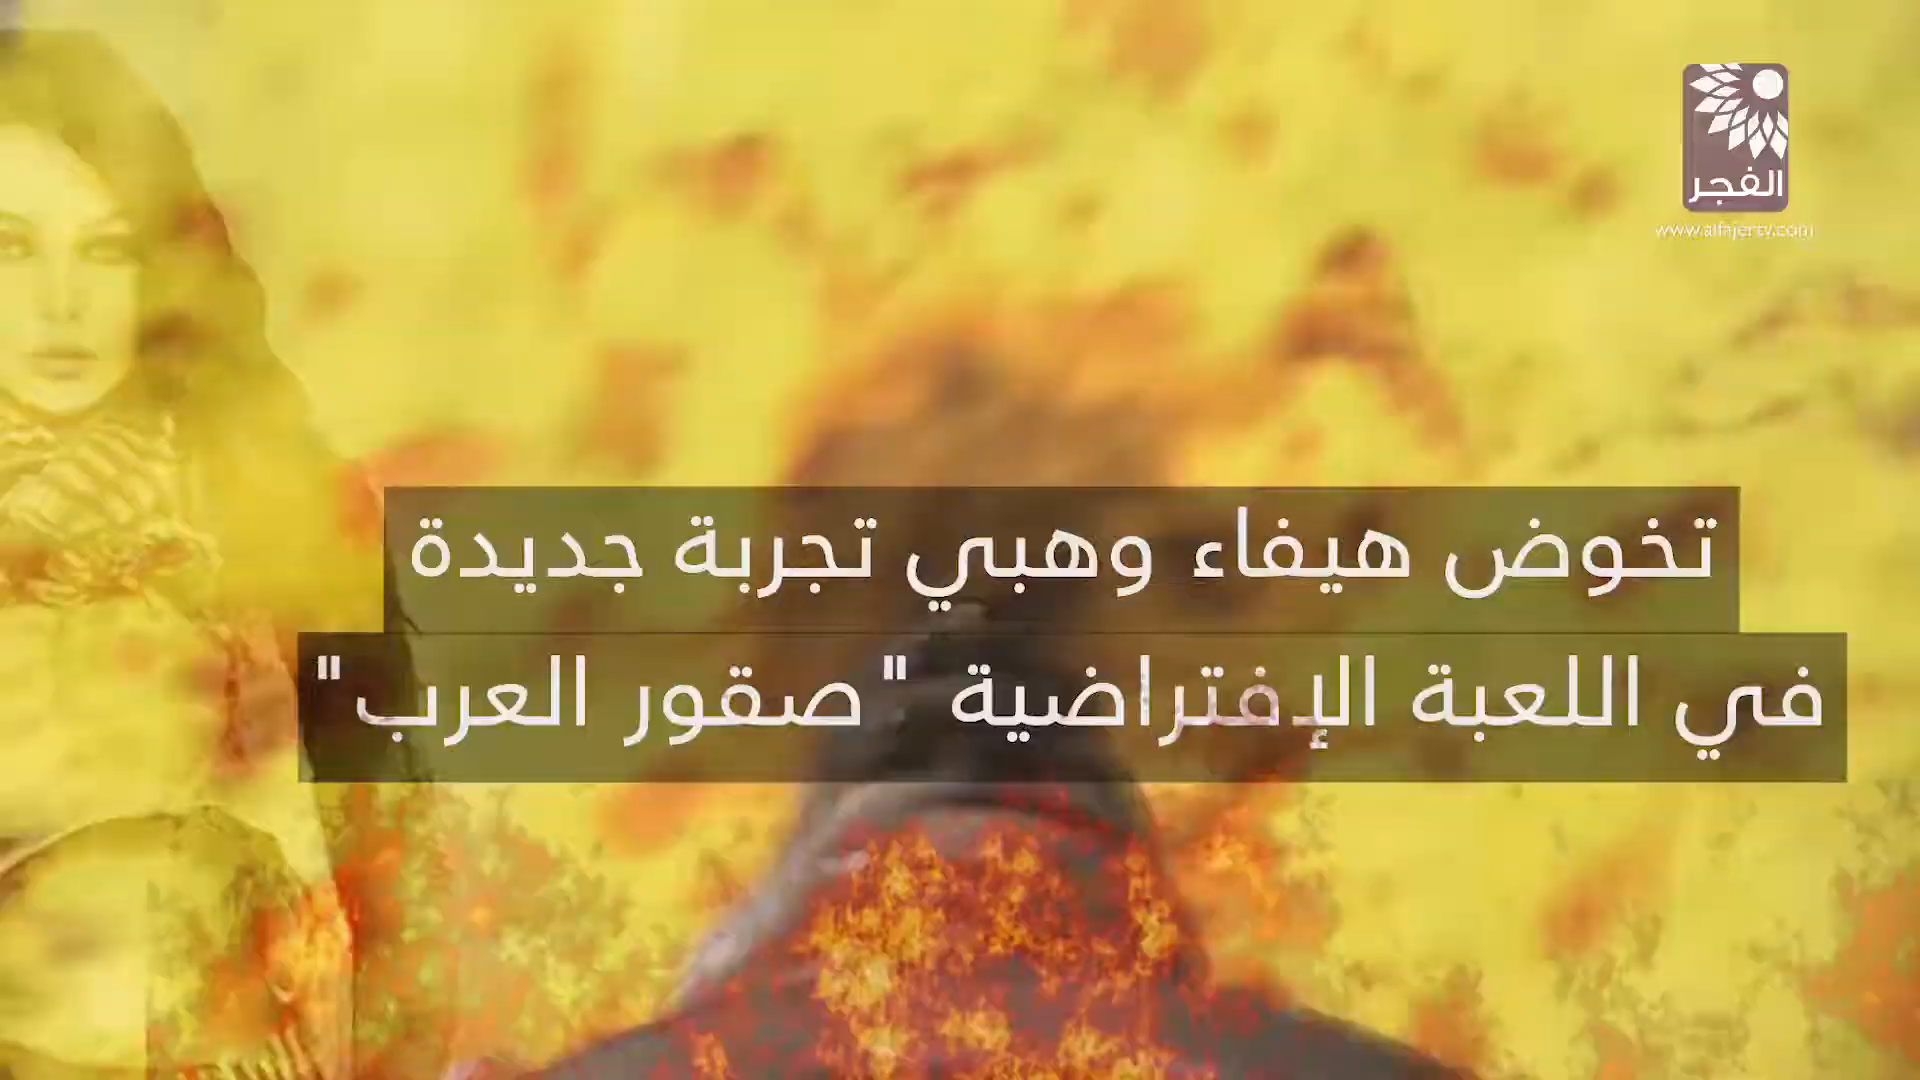 الفجر
www.alfajertv.com
تخوض هيفاء وهبي تجربة جديدة
في اللعبة الإفتراضية "صقور العرب"